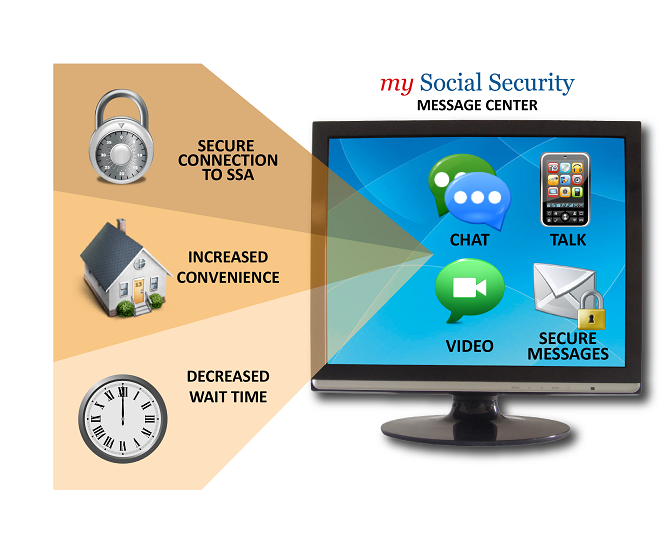 my Social Security
MESSAGE CENTER
SECURE
CONNECTION
TO SSA
INCREASED
CONVENIENCE
DECREASED
WAIT TIME
CHAT
TALK
VIDEO
SECURE
MESSAGES